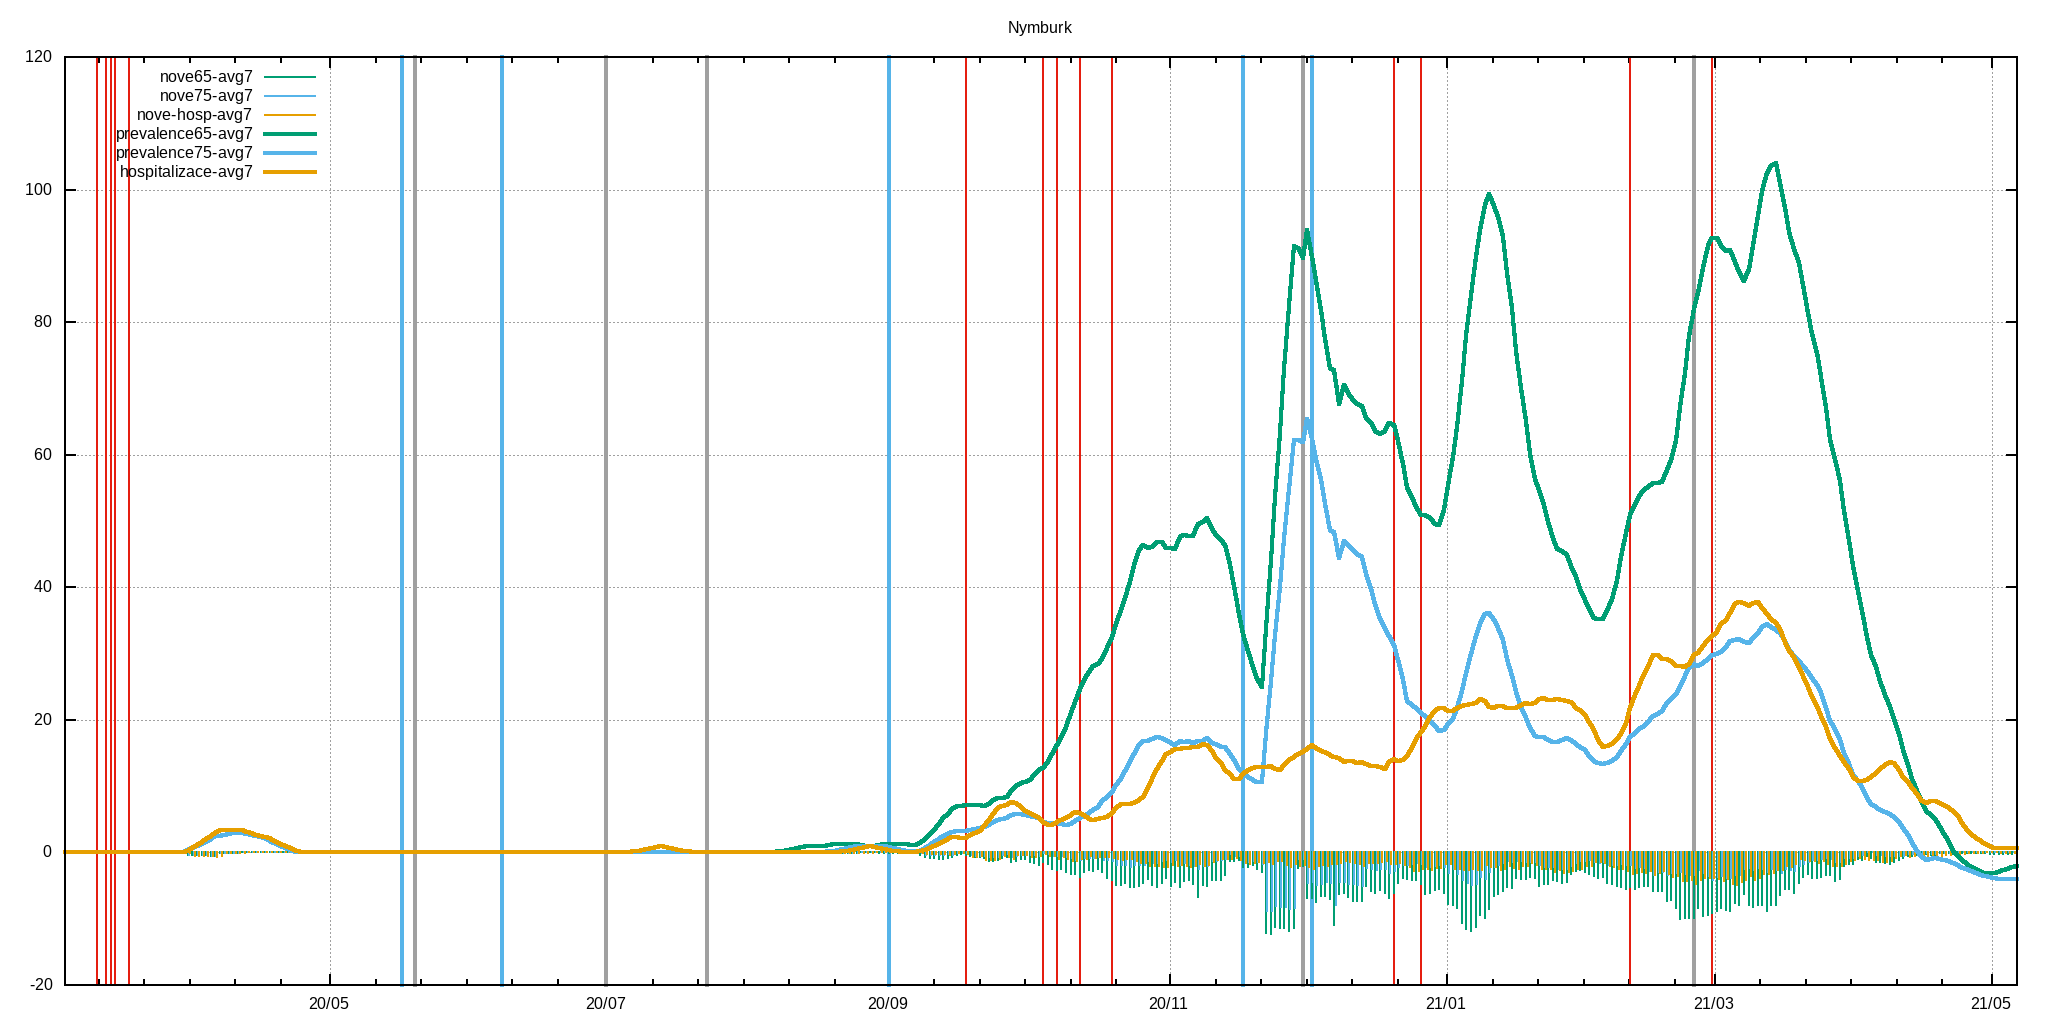 Nymburk
120
100
80
60
40
20
0
-20
nove65-avg7
nove75-avg7
nove-hosp-avg7
prevalence65-avg7
prevalence75-avg7
hospitalizace-avg7
20/05
20/07
20/09
20/11
21/01
21/03
21/05